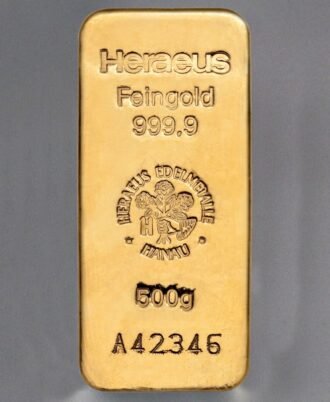 Heraeus
Feingold
999,9
HERAEUS EDELMETALLE
HANAU
500g
A42346